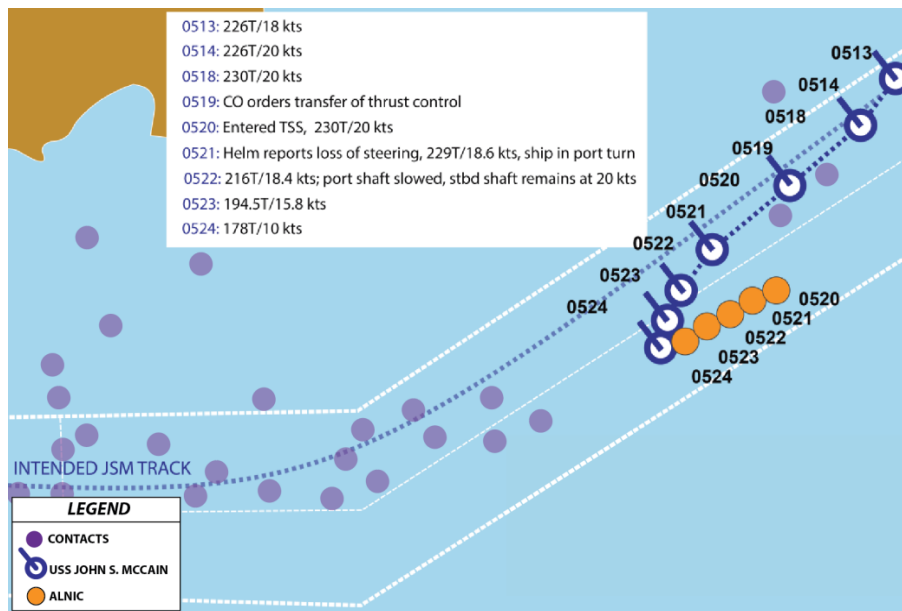 0513: 226T/18 kts
0514: 226T/20 kts
0518: 230T/20 kts
0519: CO orders transfer of thrust control
0520: Entered TSS, 230T/20 kts
0521: Helm reports loss of steering, 229T/18.6 kts, ship in port turn
0522: 216T/18.4 kts; port shaft slowed, stbd shaft remains at 20 kts
0523: 194.5T/15.8 kts
0524: 178T/10 kts
0513
0514
0518
0519
0520
0521
0522
0523
0524
0520
0521
0522
0523
0524
INTENDED JSM TRACK
LEGEND
CONTACTS
USS JOHN S. MCCAIN
ALNIC